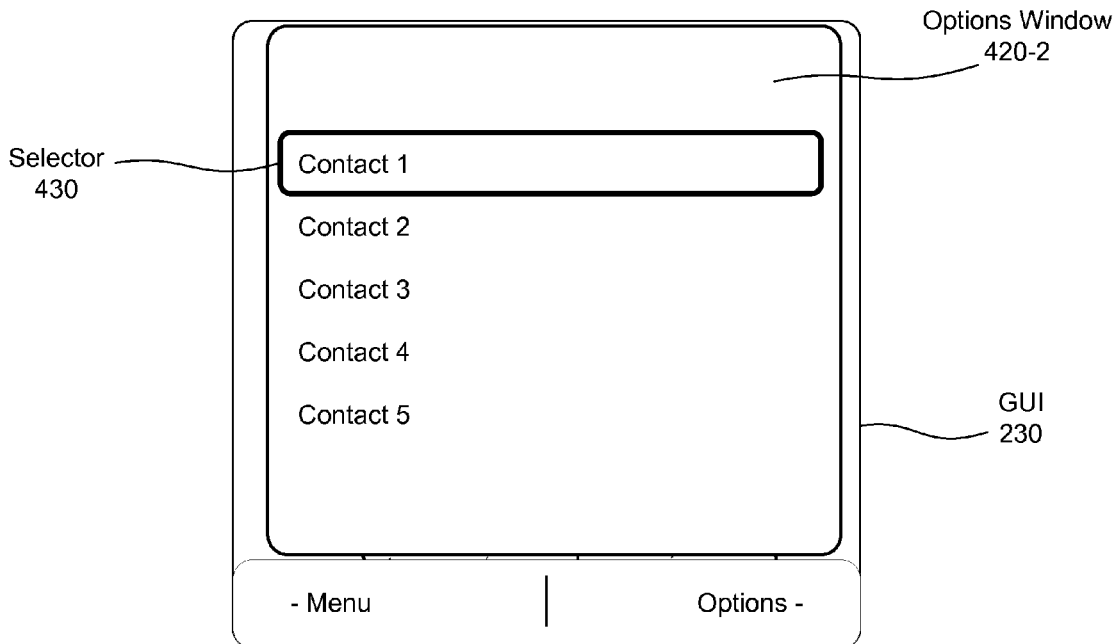 Options Window
420-2
Selector
430
Contact 1
Contact 2
Contact 3
Contact 4
Contact 5
GUI
230
- Menu
Options -